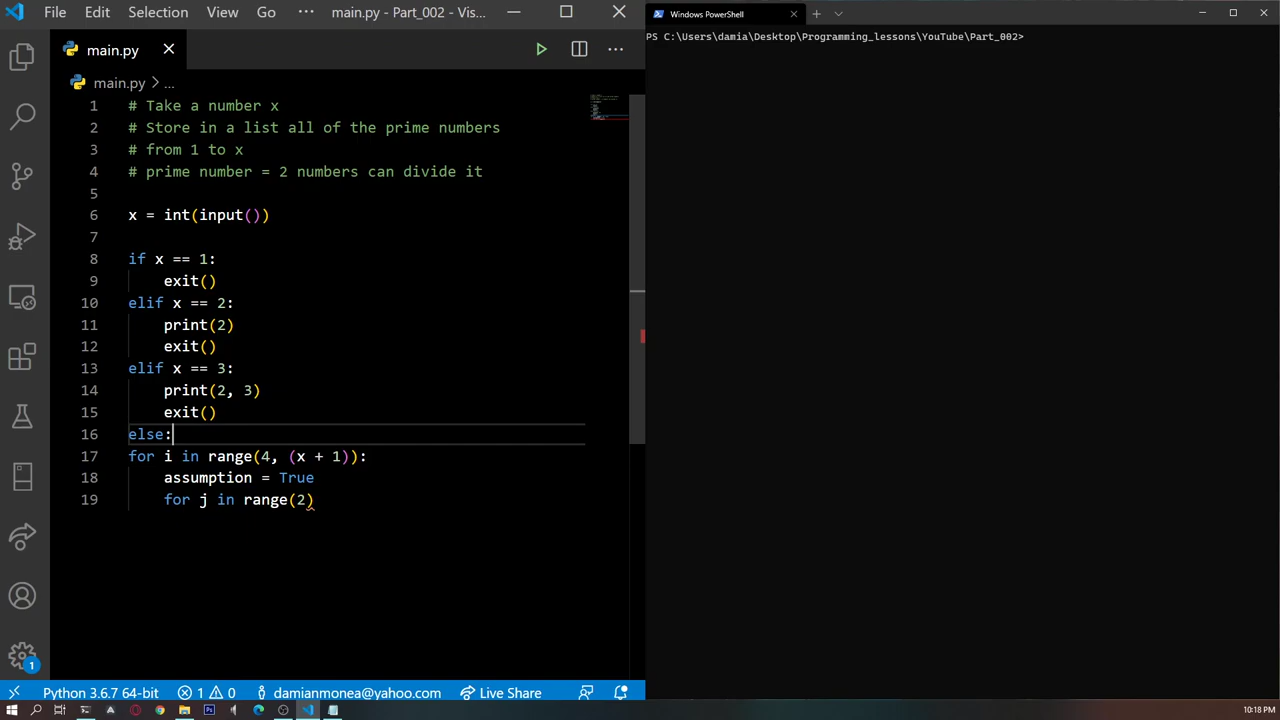 File Edit Selection View Go ··· main.py - Part_002 - Vis...
Windows PowerShell
main.py
main.py > ...
PS C:\Users\damia\Desktop\Programming_lessons\YouTube\Part_002>
1 # Take a number x
2 # Store in a list all of the prime numbers
3 # from 1 to x
4 # prime number = 2 numbers can divide it
5
6 x = int(input())
7
8 if x == 1:
9 exit()
10 elif x == 2:
11 print(2)
12 exit()
13 elif x == 3:
14 print(2, 3)
15 exit()
16 else:
17 for i in range(4, (x + 1)):
18 assumption = True
19 for j in range(2)
1
Python 3.6.7 64-bit 1 0 damianmonea@yahoo.com Live Share
10:18 PM